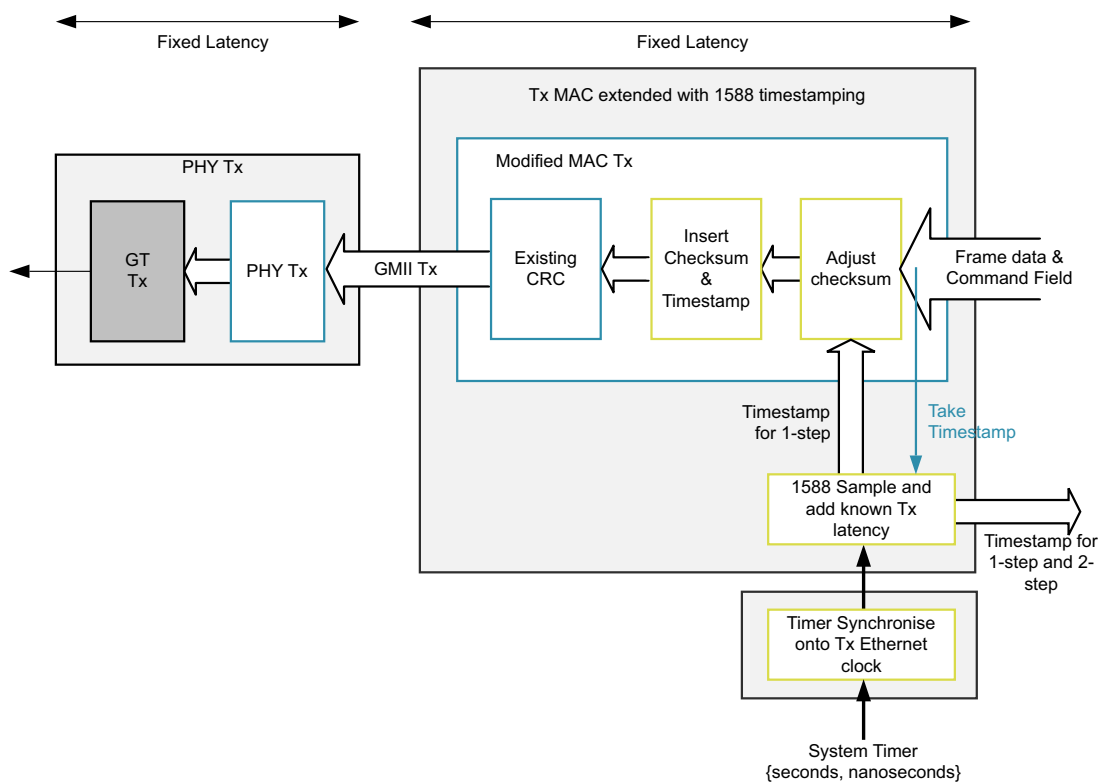 Fixed Latency
Fixed Latency
Tx MAC extended with 1588 timestamping
PHY Tx
Modified MAC Tx
GT
Tx
PHY Tx
GMII Tx
Existing
CRC
Insert
Checksum
&
Timestamp
Adjust
checksum
Frame data &
Command Field
Timestamp
for 1-step
Take
Timestamp
1588 Sample and
add known Tx
latency
Timestamp for
1-step and 2-
step
Timer Synchronise
onto Tx Ethernet
clock
System Timer
{seconds, nanoseconds}